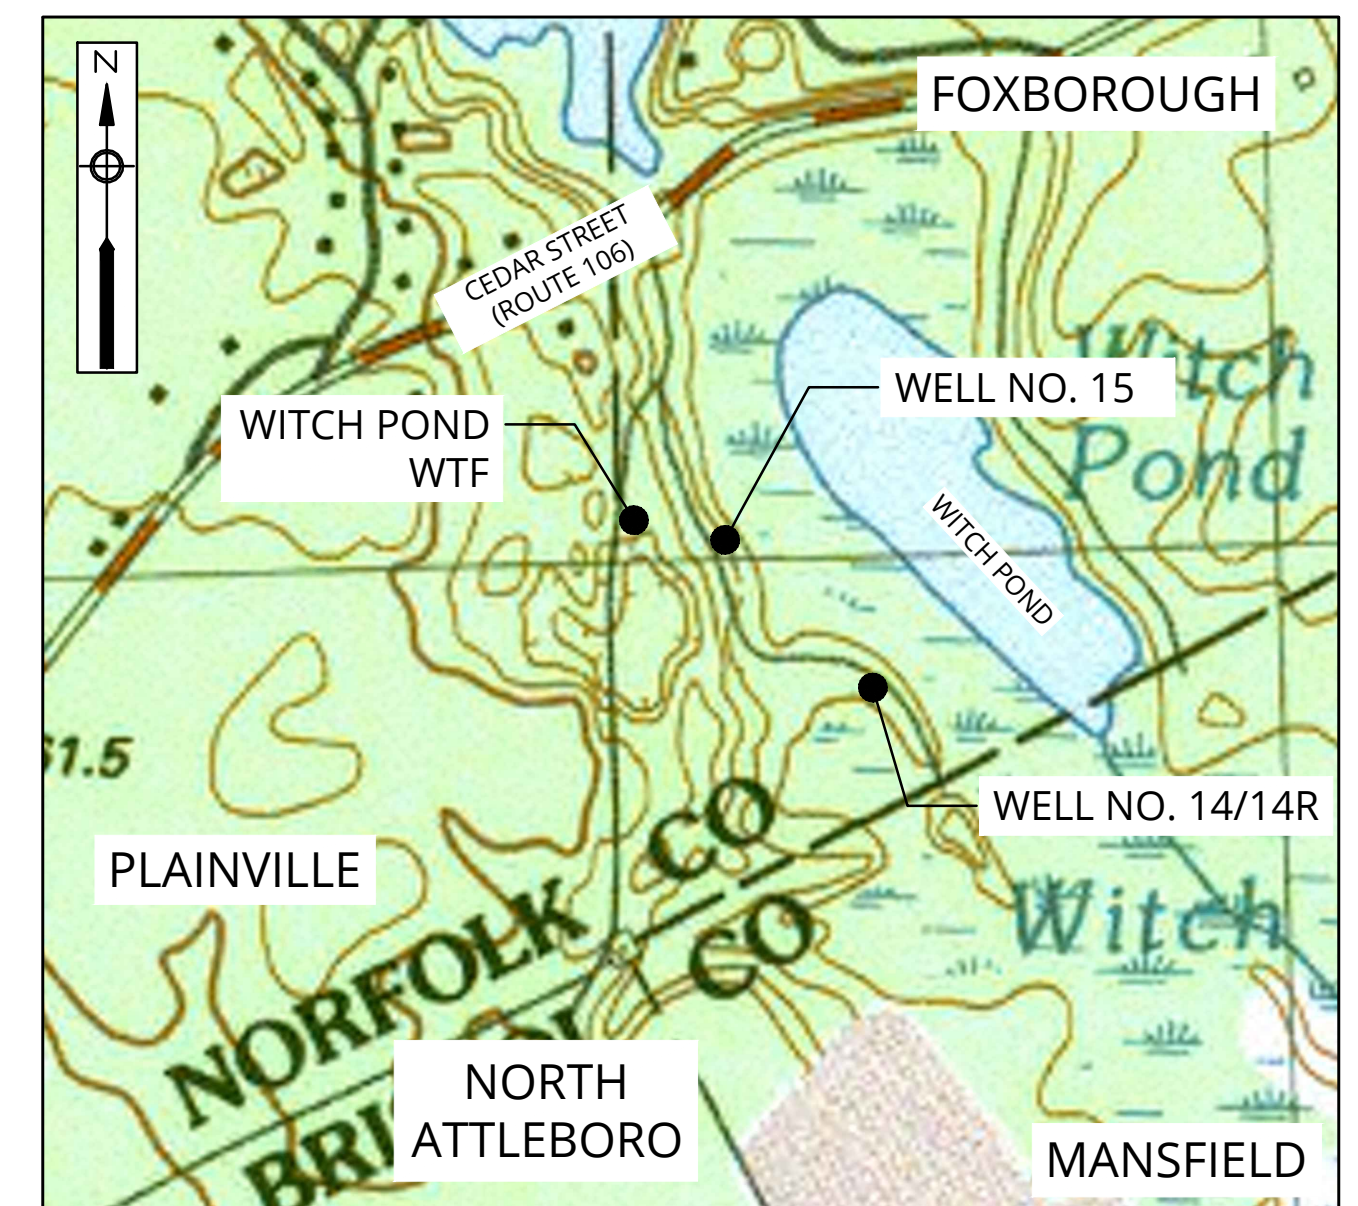 N
FOXBOROUGH
CEDAR STREET
(ROUTE 106)
Witch
Pond
WELL NO. 15
WITCH POND
WTF
WITCH POND
61.5
WELL NO. 14/14R
PLAINVILLE
NORFOLK CO
Witch
CO
NORTH
ATTLEBORO
MANSFIELD